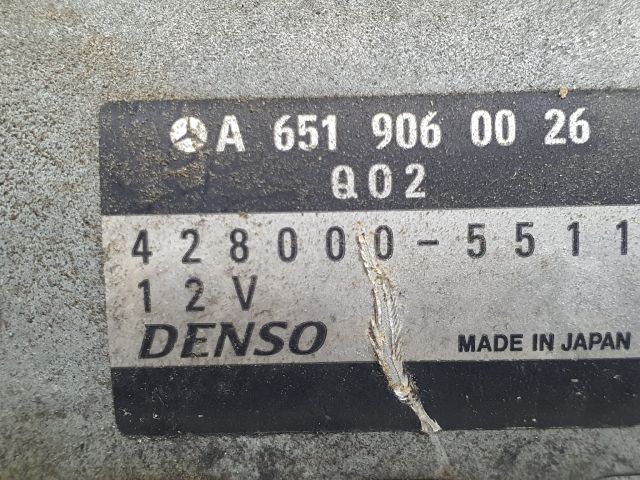 A 651 906 00 26
Q02
428000-5511
12V
DENSO
MADE IN JAPAN